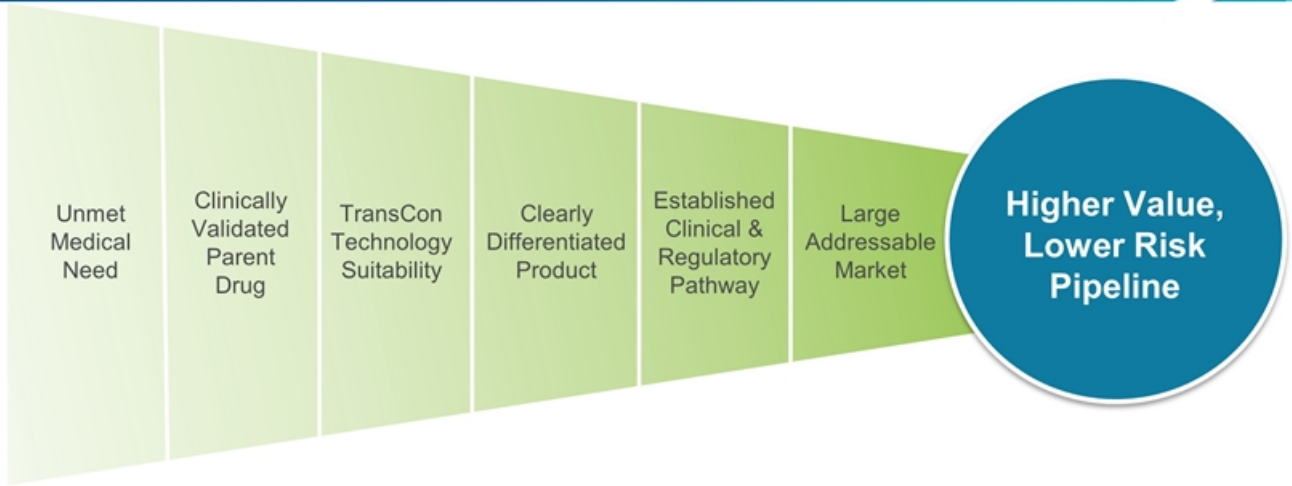 Unmet
Medical
Need
Clinically
Validated
Parent
Drug
TransCon
Technology
Suitability
Clearly
Differentiated
Product
Established
Clinical &
Regulatory
Pathway
Large
Addressable
Market
Higher Value,
Lower Risk
Pipeline